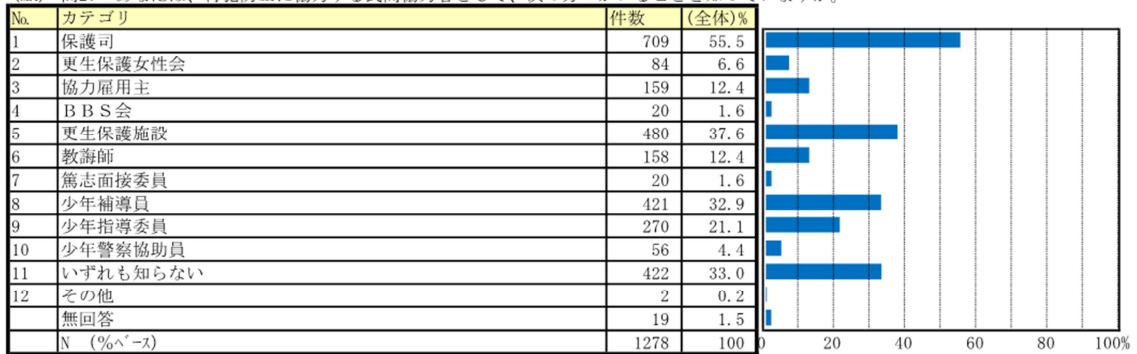 No. カテゴリ 件数 (全体)%
1 保護司 709 55.5
2 更生保護女性会 84 6.6
3 協力雇用主 159 12.4
4 BBS会 20 1.6
5 更生保護施設 480 37.6
6 教誨師 158 12.4
7 篤志面接委員 20 1.6
8 少年補導員 421 32.9
9 少年指導委員 270 21.1
10 少年警察協助員 56 4.4
11 いずれも知らない 422 33.0
12 その他 2 0.2
無回答 19 1.5
N (%ベース) 1278 100
0 20 40 60 80 100%